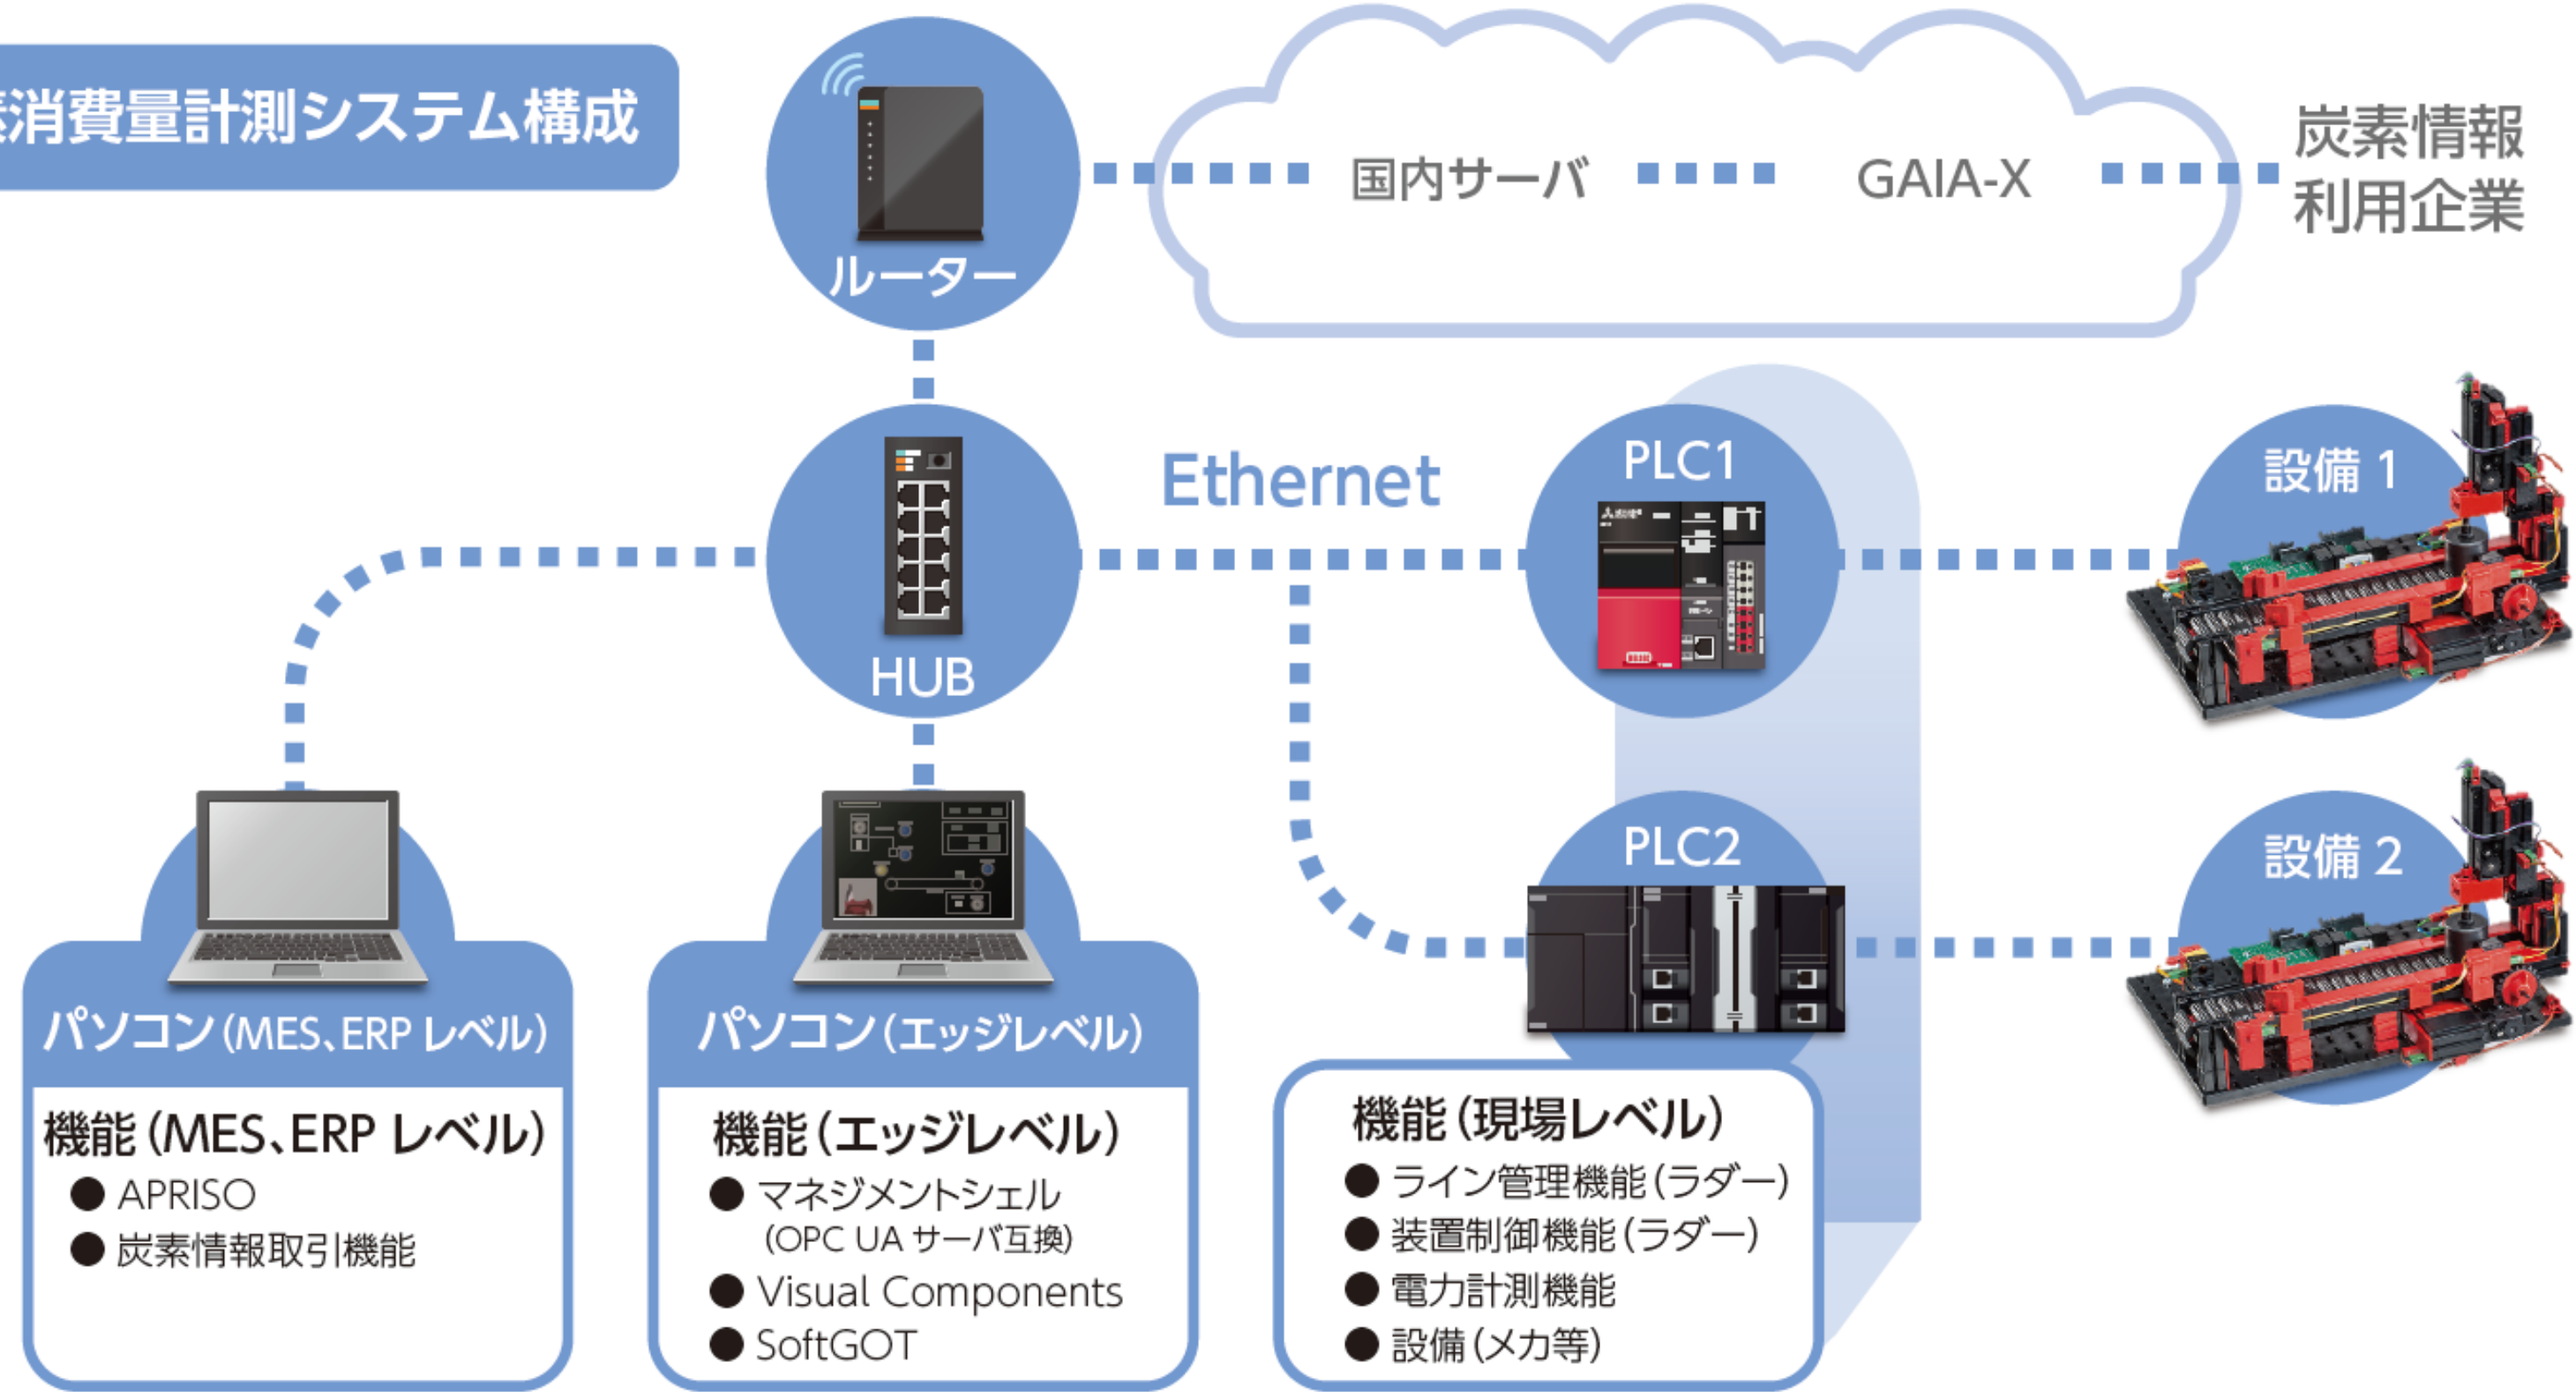 消費量計測システム構成
ルーター
国内サーバ
GAIA-X
炭素情報
利用企業
HUB
Ethernet
PLC1
設備 1
PLC2
設備 2
パソコン(MES、ERP レベル)
機能(MES、ERP レベル)
● APRISO
● 炭素情報取引機能
パソコン(エッジレベル)
機能(エッジレベル)
● マネジメントシェル
(OPC UA サーバ互換)
● Visual Components
● SoftGOT
機能(現場レベル)
● ライン管理機能(ラダー)
● 装置制御機能(ラダー)
● 電力計測機能
● 設備(メカ等)